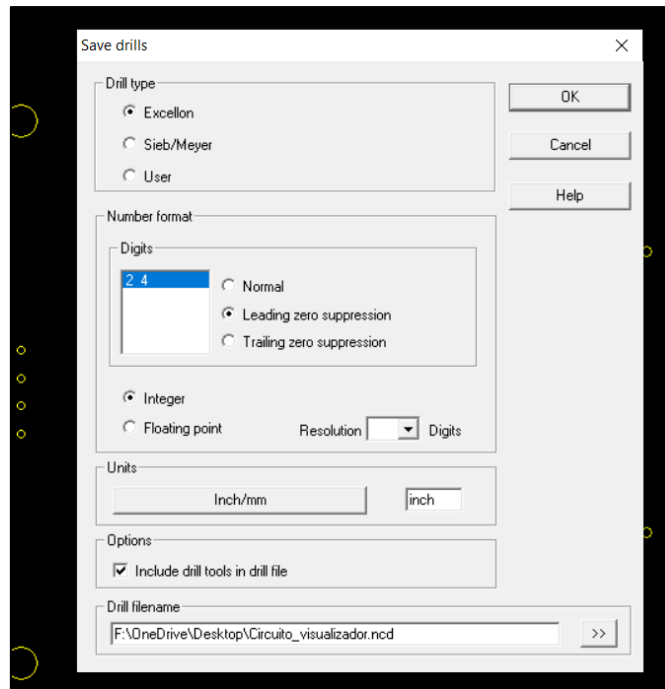 Save drills
Drill type
Excellon
OK
Sieb/Meyer
Cancel
User
Help
Number format
Digits
2 4
Normal
Leading zero suppression
Trailing zero suppression
Integer
Floating point
Resolution
Digits
Units
Inch/mm
inch
Options
Include drill tools in drill file
Drill filename
F:\OneDrive\Desktop\Circuito_visualizador.ncd
>>